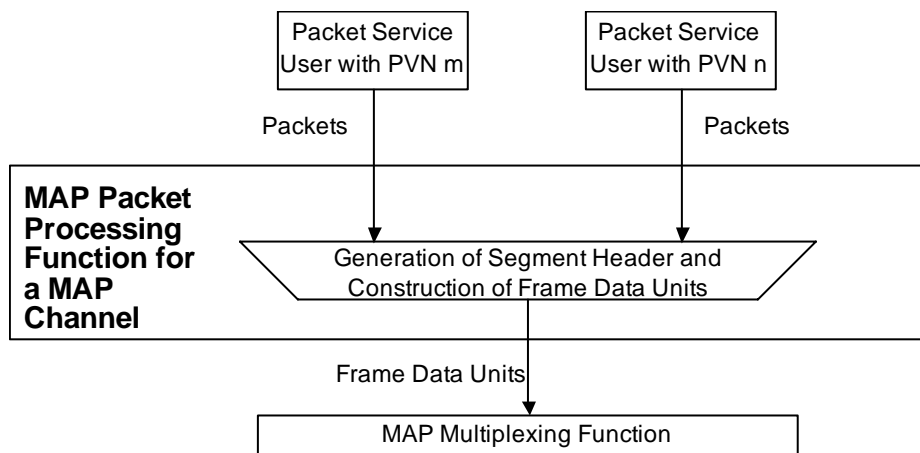 Packet Service
User with PVN m
Packet Service
User with PVN n
Packets
Packets
MAP Packet
Processing
Function for
a MAP
Channel
Generation of Segment Header and
Construction of Frame Data Units
Frame Data Units
MAP Multiplexing Function